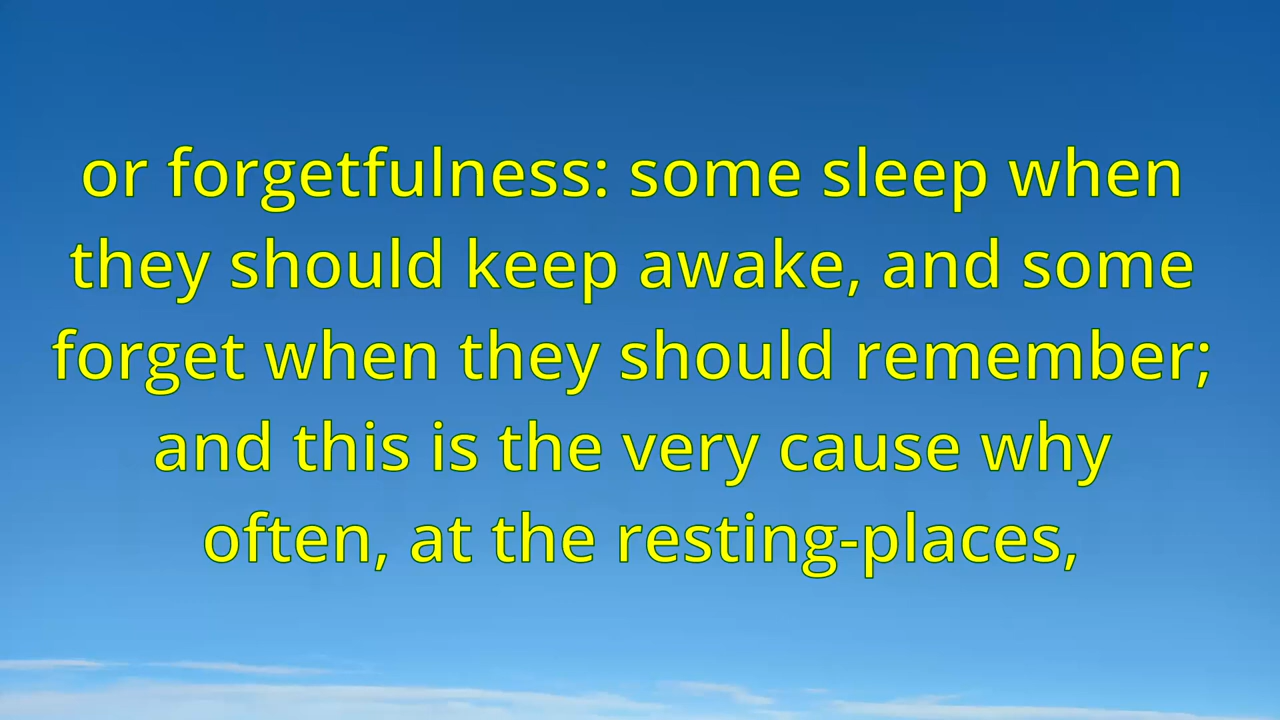 or forgetfulness: some sleep when
they should keep awake, and some
forget when they should remember;
and this is the very cause why
often, at the resting-places,